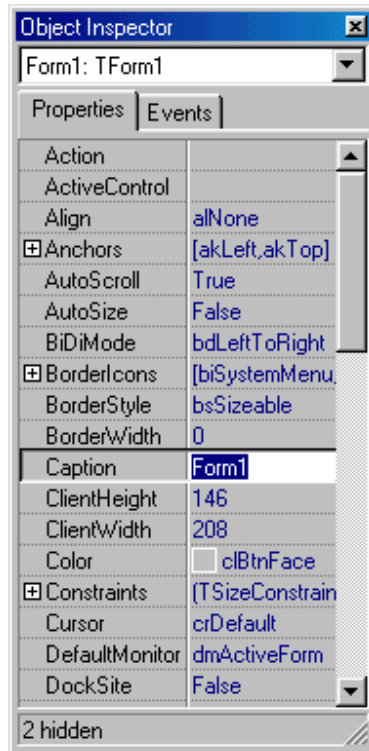 Object Inspector
Form1: TForm1
Properties Events
Action
ActiveControl
Align alNone
Anchors [akLeft,akTop]
AutoScroll True
AutoSize False
BiDiMode bdLeftToRight
BorderIcons [biSystemMenu,
BorderStyle bsSizeable
BorderWidth 0
Caption Form1
ClientHeight 146
ClientWidth 208
Color clBtnFace
Constraints (TSizeConstrain
Cursor crDefault
DefaultMonitor dmActiveForm
DockSite False
2 hidden